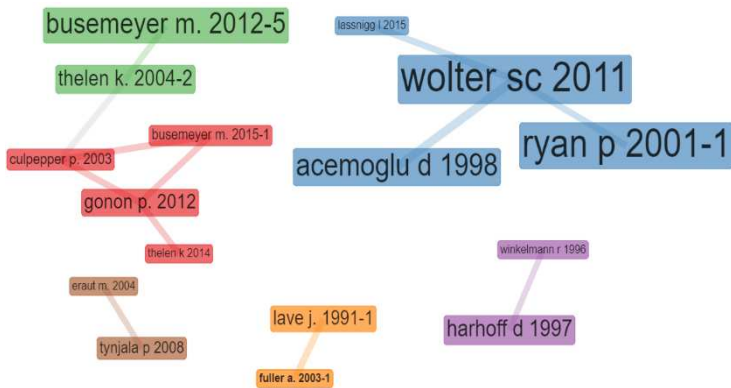 busemeyer m. 2012-5
lassnigg l 2015
thelen k. 2004-2
wolter sc 2011
busemeyer m. 2015-1
culpepper p. 2003
acemoglu d 1998
ryan p 2001-1
gonon p. 2012
thelen k 2014
winkelmann r 1996
eraut m. 2004
lave j. 1991-1
harhoff d 1997
tynjala p 2008
fuller a. 2003-1